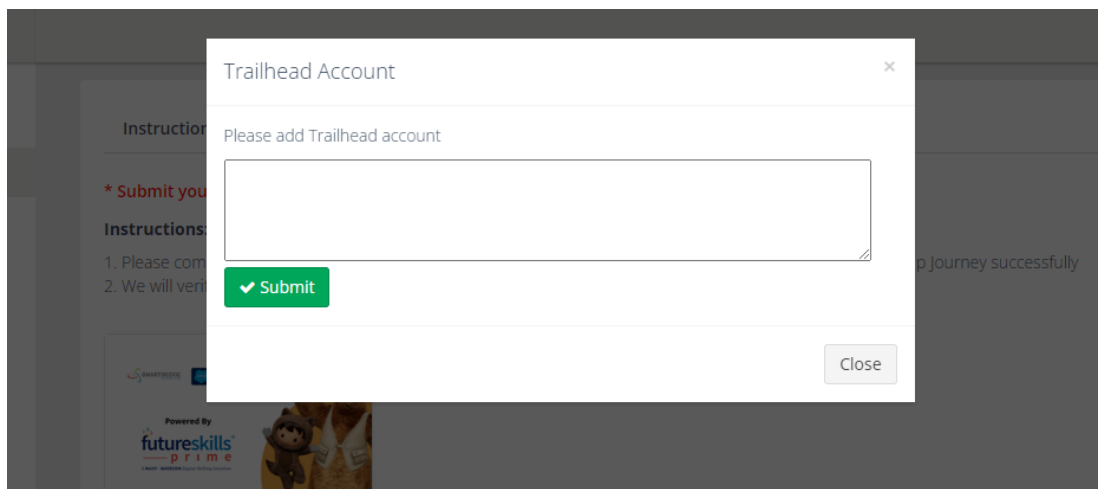 Trailhead Account
×
Instruction
Please add Trailhead account
* Submit you
Instructions:
1. Please com
p Journey successfully
2. We will veri
Submit
Close
Powered By
futureskills
prime